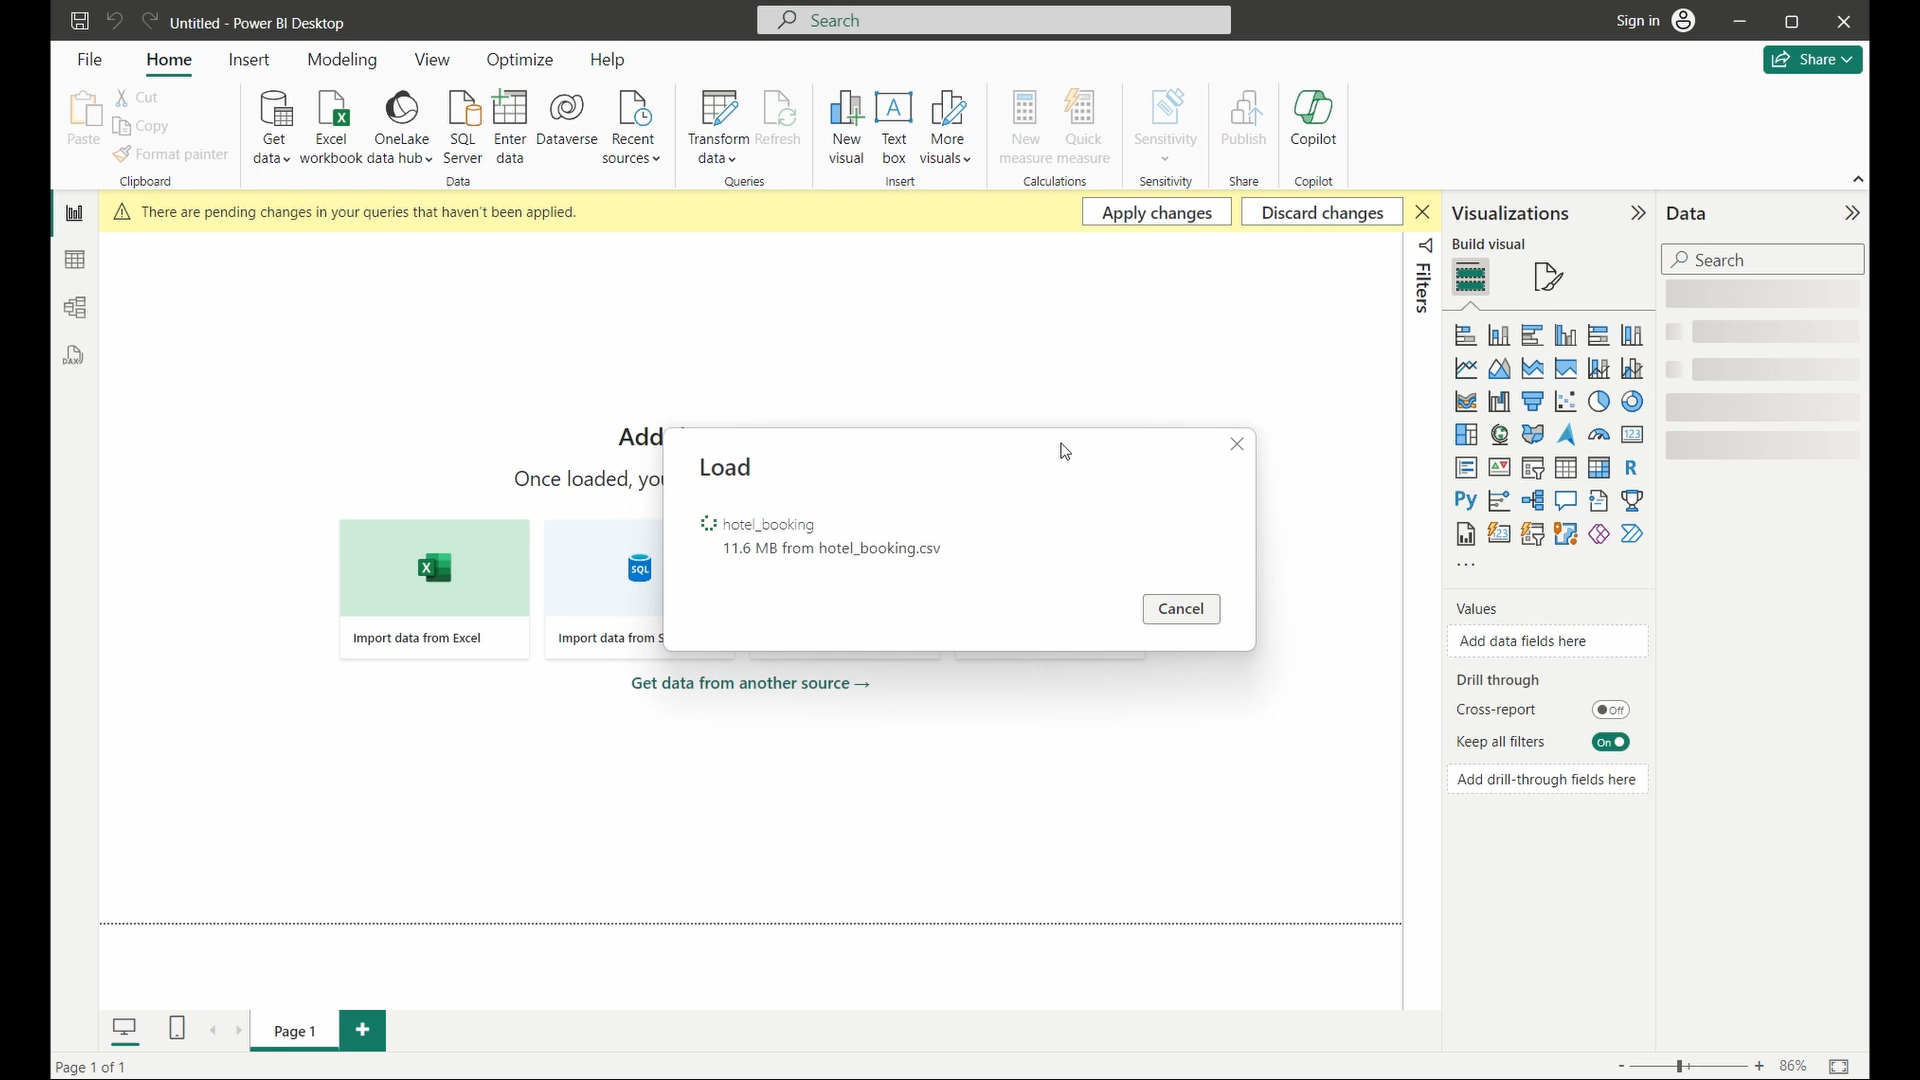 Untitled - Power BI Desktop
Search
Sign in
File
Home
Insert
Modeling
View
Optimize
Help
Share
Paste
Cut
Copy
Format painter
Clipboard
Get data
Excel workbook
OneLake data hub
SQL Server
Enter data
Dataverse
Recent sources
Data
Transform data
Refresh
Queries
New visual
Text box
More visuals
Insert
New measure
Quick measure
Calculations
Sensitivity
Sensitivity
Publish
Share
Copilot
Copilot
There are pending changes in your queries that haven't been applied.
Apply changes
Discard changes
Filters
Visualizations
Build visual
Data
Search
DAX
A
X
123
R
Py
123
Add
Once loaded, you
SQL
X
Import data from Excel
Import data from S
Get data from another source →
Load
hotel_booking
11.6 MB from hotel_booking.csv
Cancel
...
Values
Add data fields here
Drill through
Cross-report
Off
Keep all filters
On
Add drill-through fields here
Page 1
+
Page 1 of 1
- + 86%